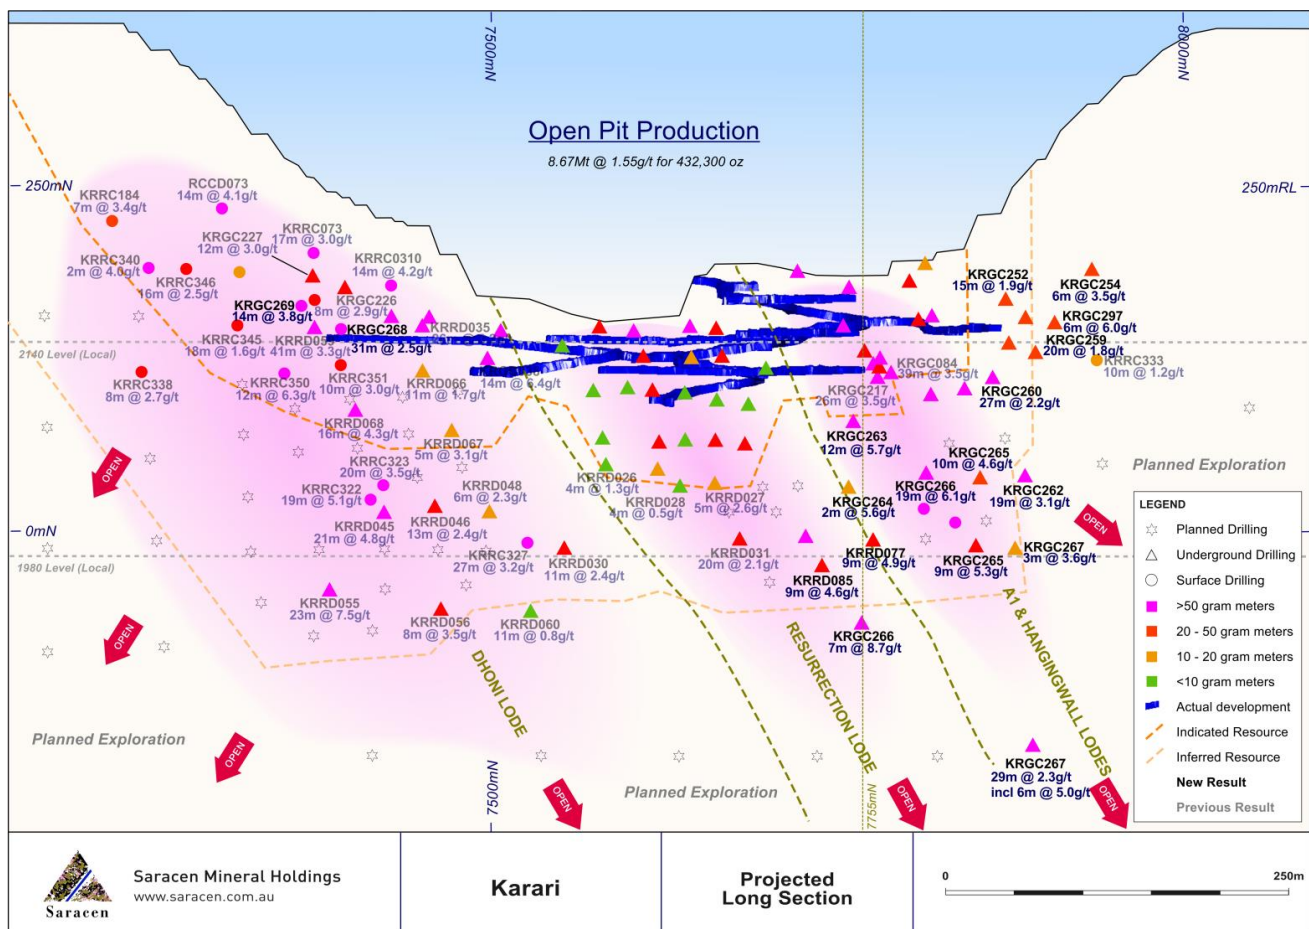 7500mN
8000mN
Open Pit Production
8.67Mt @ 1.55g/t for 432,300 oz
250mN
250mRL
KRRC184
7m @ 3.4g/t
RCCD073
14m @ 4.1g/t
KRGC227
12m @ 3.0g/t
KRRC073
17m @ 3.0g/t
KRRC0310
14m @ 4.2g/t
KRRC340
2m @ 4.0g/t
KRRC346
16m @ 2.5g/t
KRGC269
14m @ 3.8g/t
KRGC226
8m @ 2.9g/t
KRGC268
31m @ 2.5g/t
KRRD035
KRRC345
18m @ 1.6g/t
41m @ 3.3g/t
2140 Level (Local)
KRRC338
8m @ 2.7g/t
KRRC350
12m @ 6.3g/t
KRRC351
10m @ 3.0g/t
KRRD066
11m @ 1.7g/t
14m @ 6.4g/t
KRRD068
16m @ 4.3g/t
KRRD067
5m @ 3.1g/t
KRRC323
20m @ 3.5g/t
KRRC322
19m @ 5.1g/t
KRRD048
6m @ 2.3g/t
KRRD045
21m @ 4.8g/t
KRRD046
13m @ 2.4g/t
KRRC327
27m @ 3.2g/t
KRRD030
11m @ 2.4g/t
KRRD055
23m @ 7.5g/t
KRRD056
8m @ 3.5g/t
KRRD060
11m @ 0.8g/t
KRRD026
4m @ 1.3g/t
KRRD028
4m @ 0.5g/t
KRRD027
5m @ 2.6g/t
KRRD031
20m @ 2.1g/t
KRRD085
9m @ 4.6g/t
KRRD077
9m @ 4.9g/t
KRGC266
7m @ 8.7g/t
KRGC252
15m @ 1.9g/t
KRGC254
6m @ 3.5g/t
KRGC297
6m @ 6.0g/t
KRGC259
20m @ 1.8g/t
KRRC333
10m @ 1.2g/t
KRGC084
39m @ 3.5g/t
KRGC217
26m @ 3.5g/t
KRGC260
27m @ 2.2g/t
KRGC263
12m @ 5.7g/t
KRGC265
10m @ 4.6g/t
KRGC266
19m @ 6.1g/t
KRGC262
19m @ 3.1g/t
KRGC264
2m @ 5.6g/t
KRGC265
9m @ 5.3g/t
KRGC267
3m @ 3.6g/t
KRGC267
29m @ 2.3g/t
incl 6m @ 5.0g/t
0mN
1980 Level (Local)
OPEN
OPEN
OPEN
OPEN
OPEN
OPEN
OPEN
DHONI LODE
RESURRECTION LODE
A1 & HANGINGWALL LODES
Planned Exploration
Planned Exploration
Planned Exploration
7500mN
7755mN
LEGEND
Planned Drilling
Underground Drilling
Surface Drilling
>50 gram meters
20 - 50 gram meters
10 - 20 gram meters
<10 gram meters
Actual development
Indicated Resource
Inferred Resource
New Result
Previous Result
Saracen
Saracen Mineral Holdings
www.saracen.com.au
Karari
Projected
Long Section
0
250m